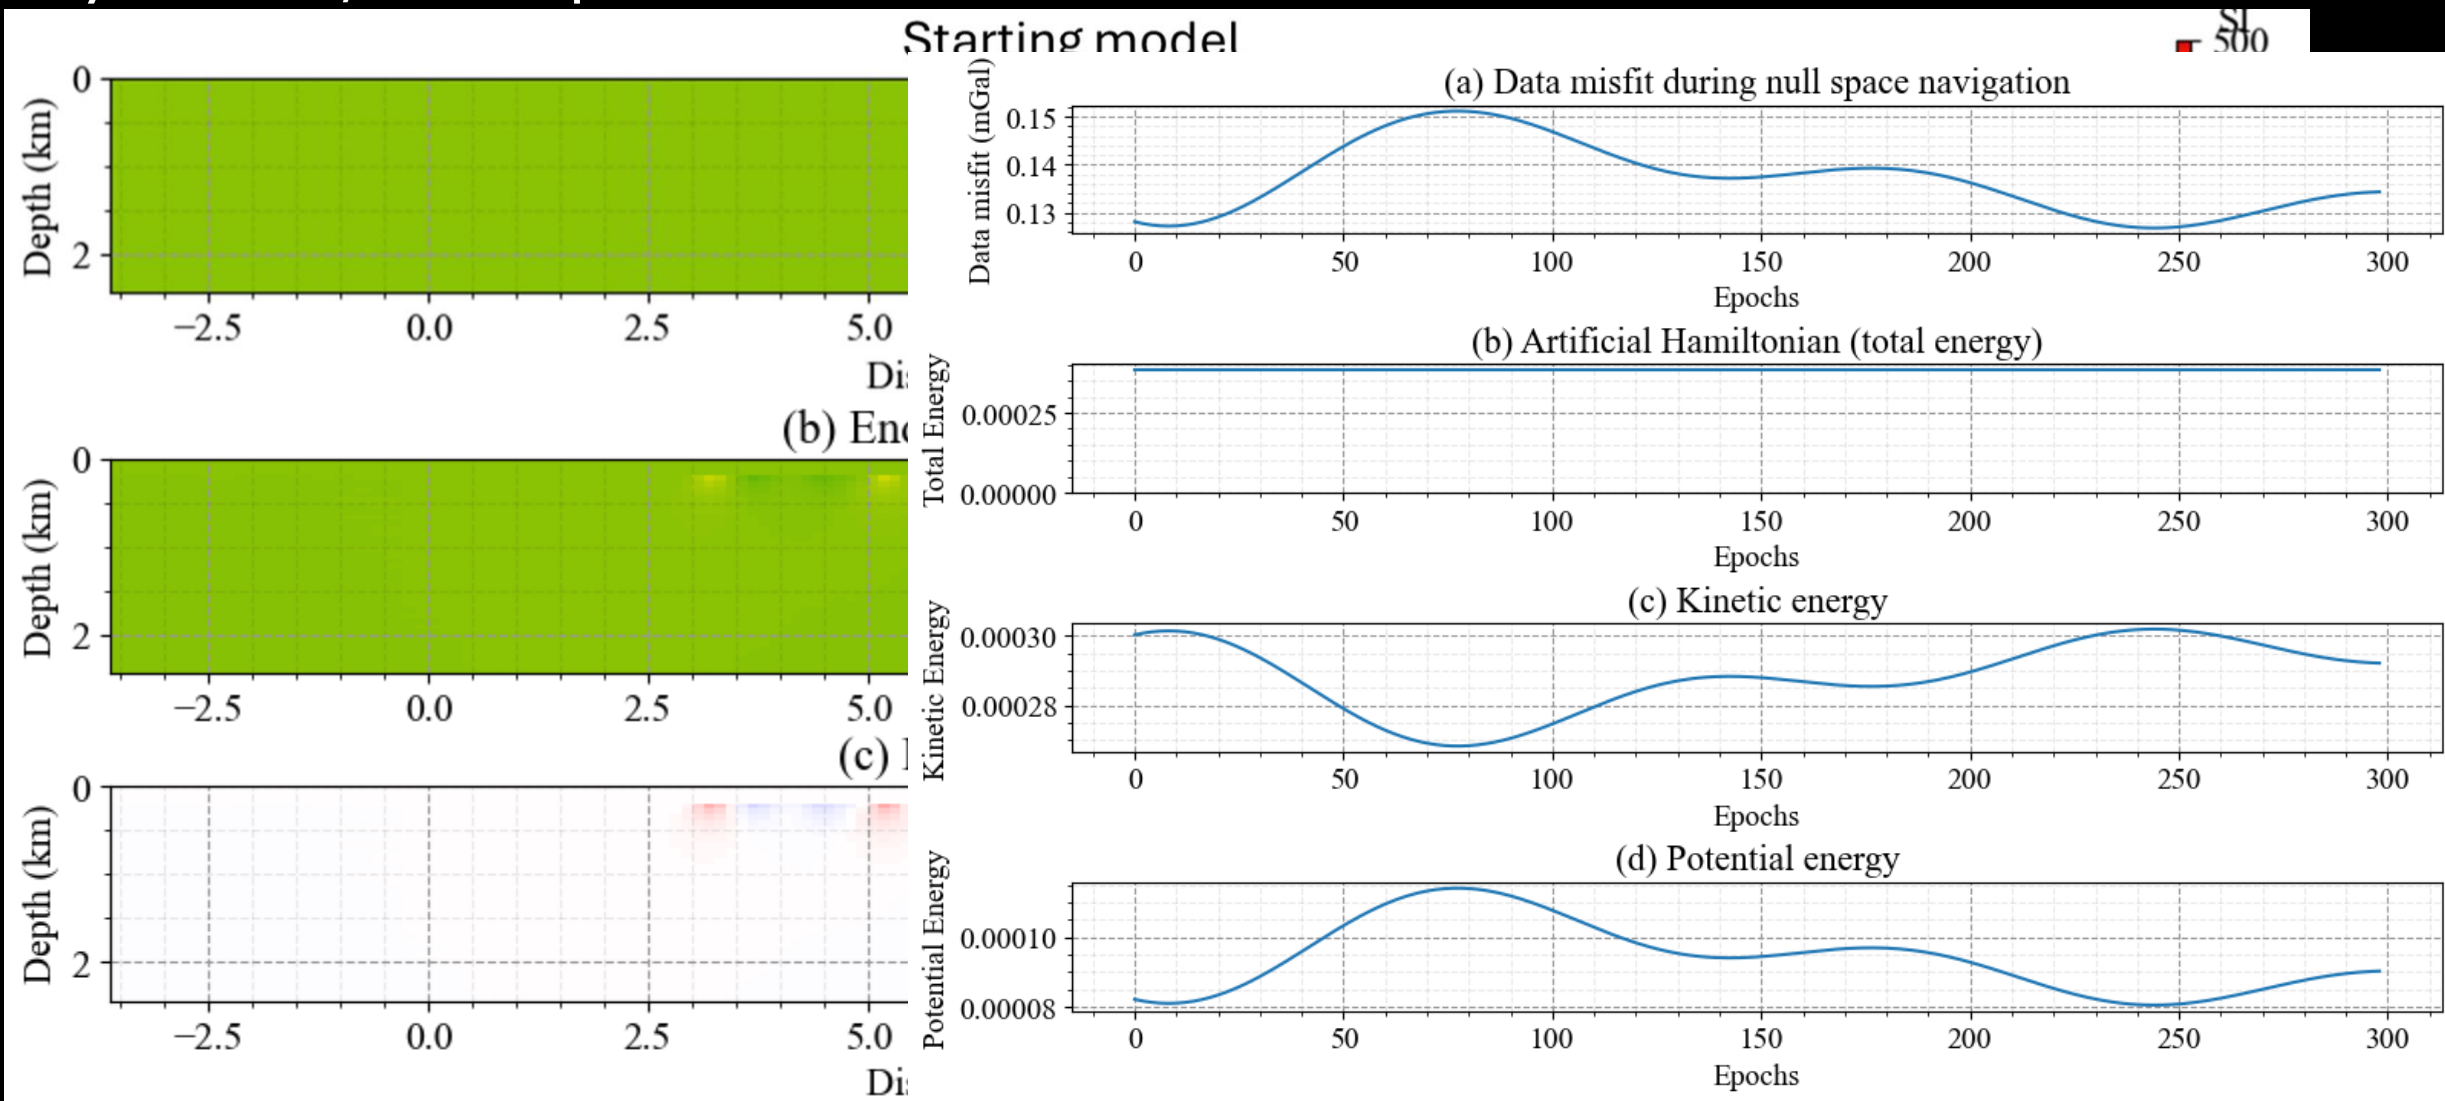 Starting model
SI
500
0
2
Depth (km)
−2.5 0.0 2.5 5.0
(b)
0
2
Depth (km)
−2.5 0.0 2.5 5.0
(c)
0
2
Depth (km)
−2.5 0.0 2.5 5.0
(a) Data misfit during null space navigation
Data misfit (mGal)
0.15
0.14
0.13
0 50 100 150 200 250 300
Epochs
(b) Artificial Hamiltonian (total energy)
Total Energy
0.00025
0.00000
0 50 100 150 200 250 300
Epochs
(c) Kinetic energy
Kinetic Energy
0.00030
0.00028
0 50 100 150 200 250 300
Epochs
(d) Potential energy
Potential Energy
0.00010
0.00008
0 50 100 150 200 250 300
Epochs